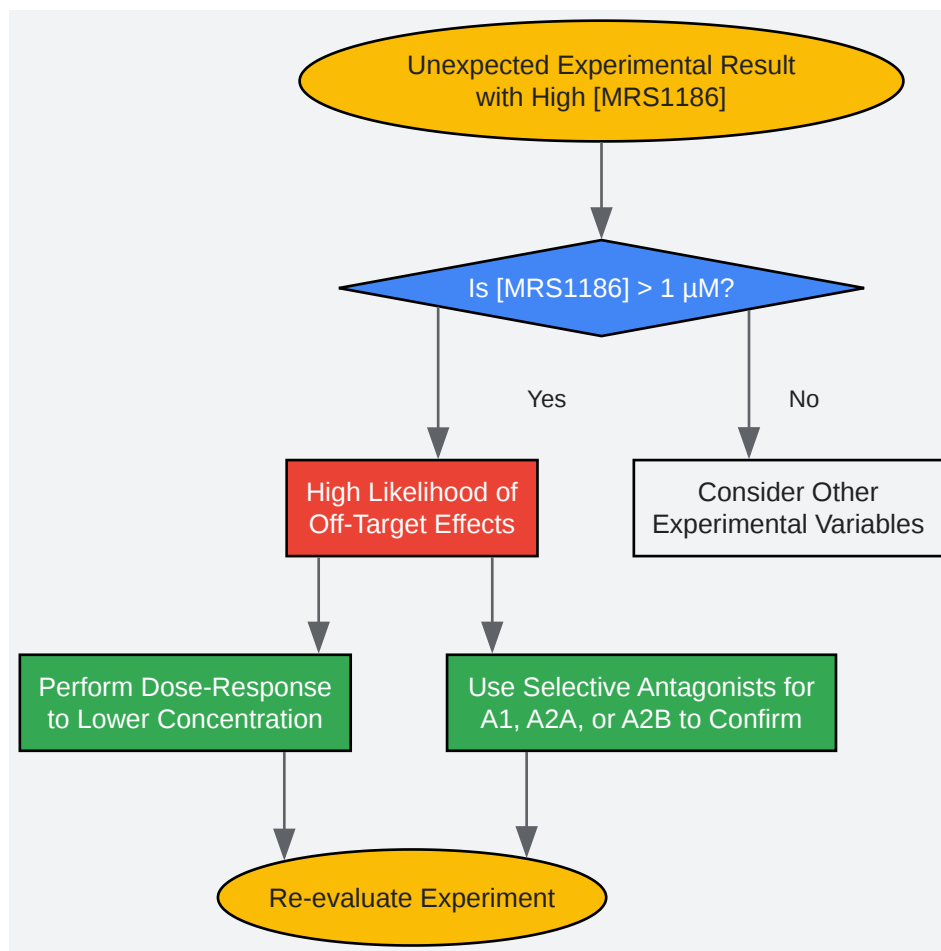 Unexpected Experimental Result
with High [MRS1186]
Is [MRS1186] > 1 µM?
Yes
No
High Likelihood of
Off-Target Effects
Consider Other
Experimental Variables
Perform Dose-Response
to Lower Concentration
Use Selective Antagonists for
A1, A2A, or A2B to Confirm
Re-evaluate Experiment